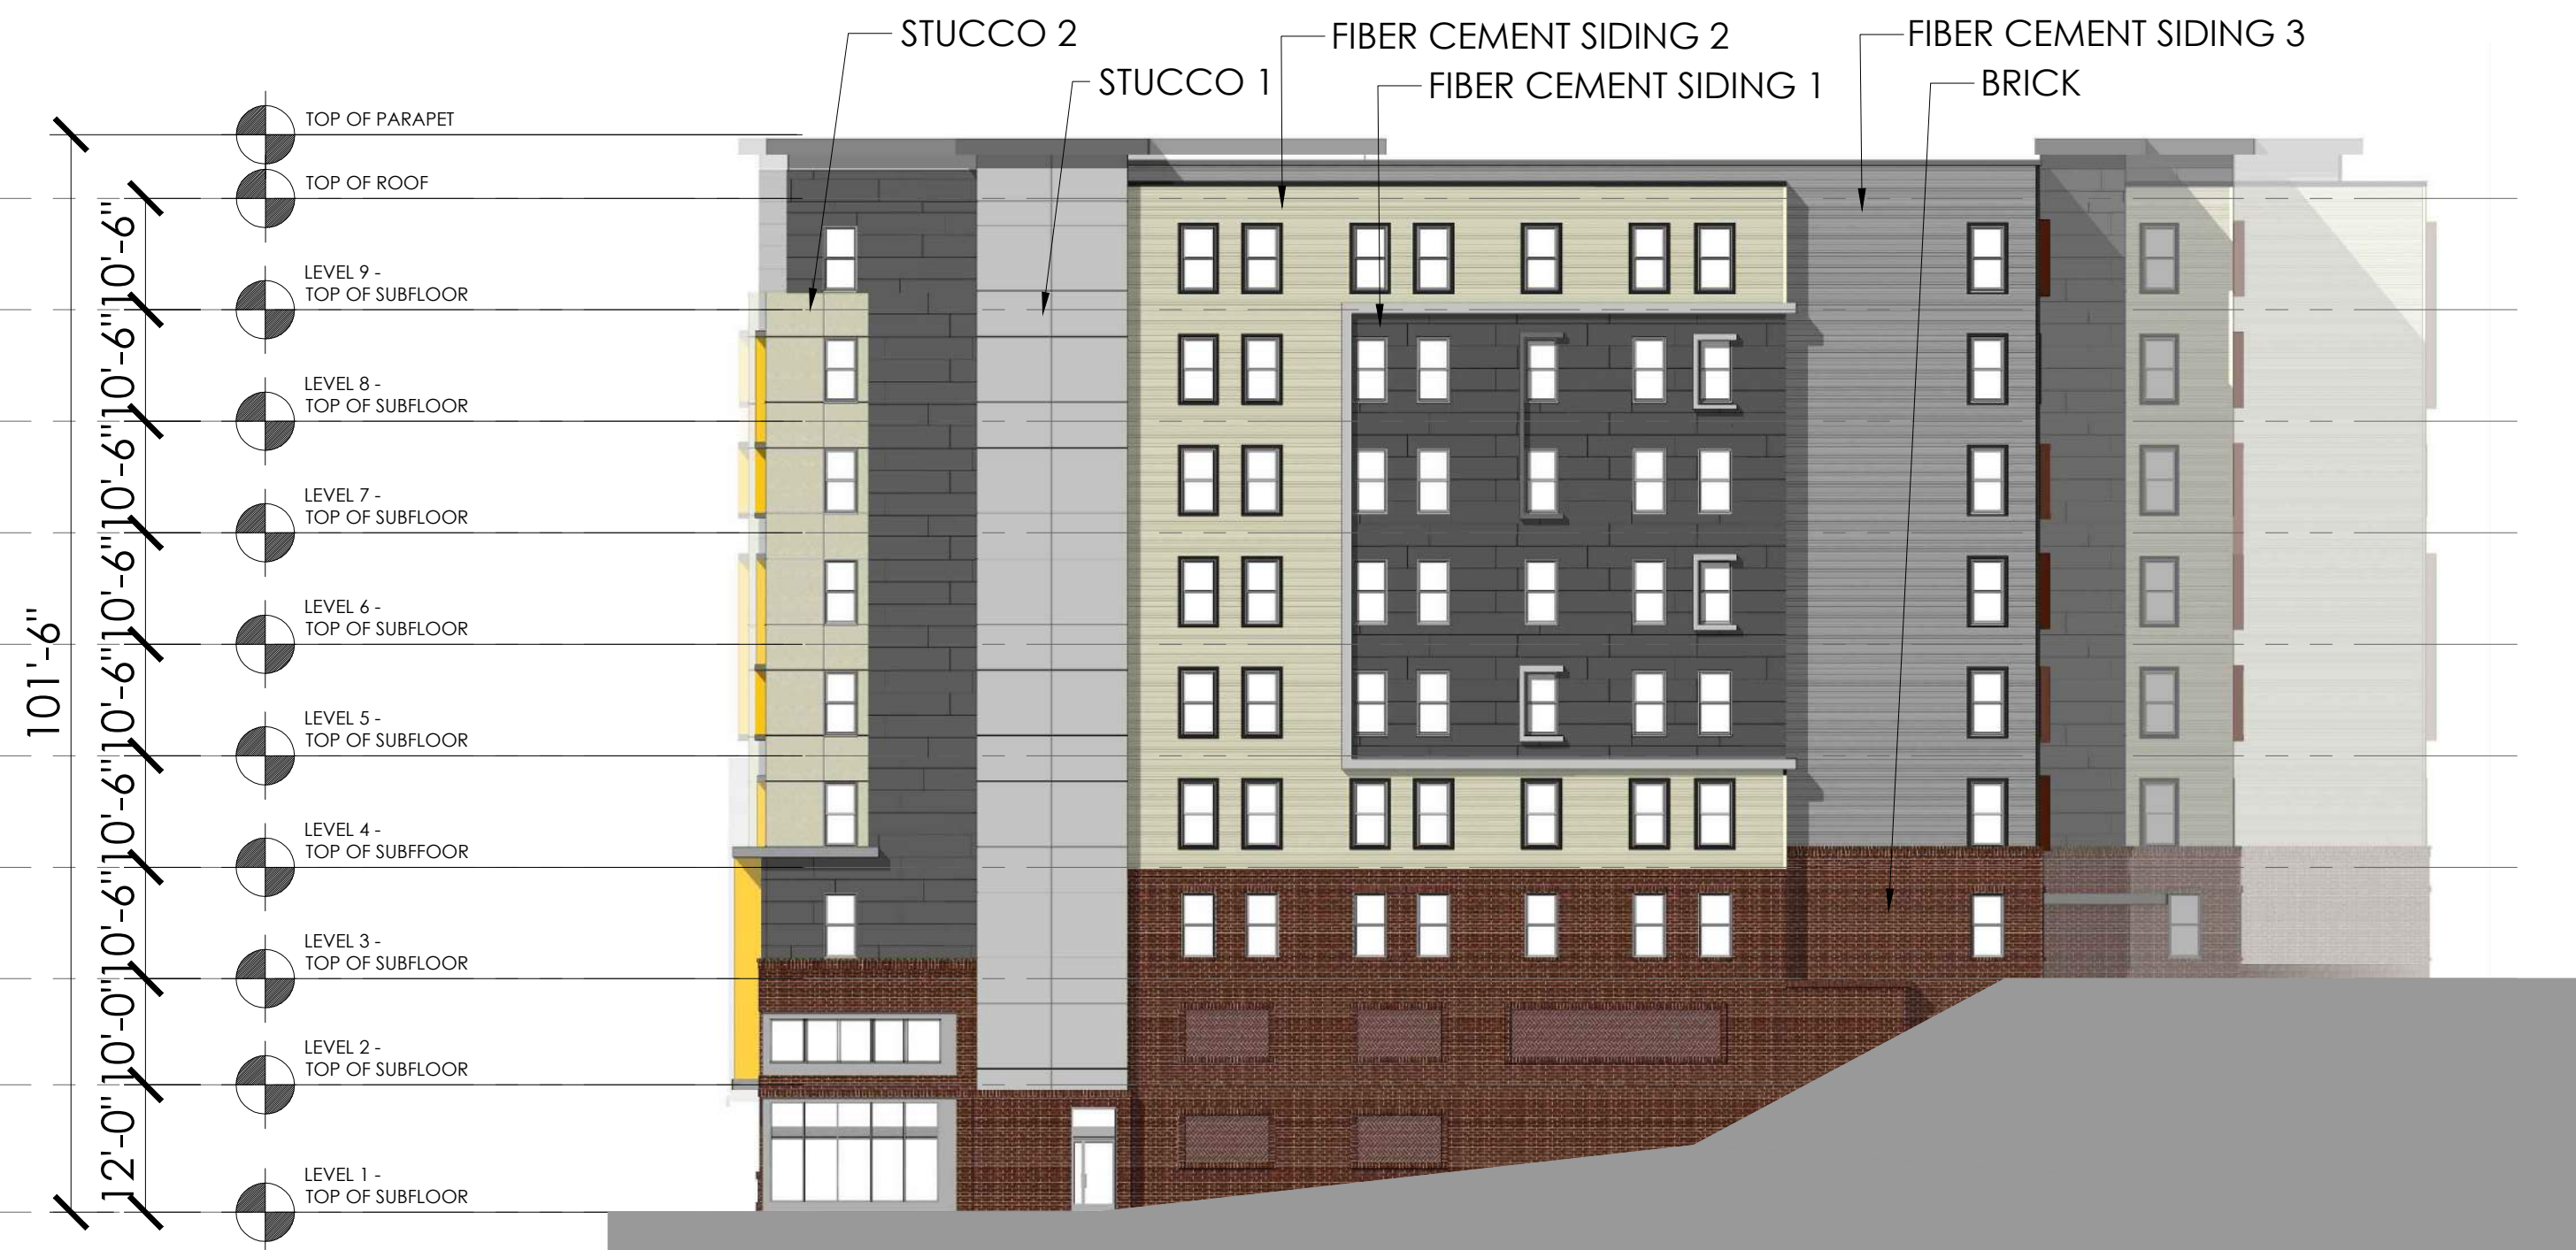 STUCCO 2
FIBER CEMENT SIDING 2
FIBER CEMENT SIDING 3
STUCCO 1
FIBER CEMENT SIDING 1
BRICK
TOP OF PARAPET
TOP OF ROOF
10'-6"
LEVEL 9 -
TOP OF SUBFLOOR
10'-6"
LEVEL 8 -
TOP OF SUBFLOOR
10'-6"
LEVEL 7 -
TOP OF SUBFLOOR
10'-6"
LEVEL 6 -
TOP OF SUBFLOOR
101'-6"
10'-6"
LEVEL 5 -
TOP OF SUBFLOOR
10'-6"
LEVEL 4 -
TOP OF SUBFFOOR
10'-6"
LEVEL 3 -
TOP OF SUBFLOOR
10'-0"
LEVEL 2 -
TOP OF SUBFLOOR
12'-0"
LEVEL 1 -
TOP OF SUBFLOOR